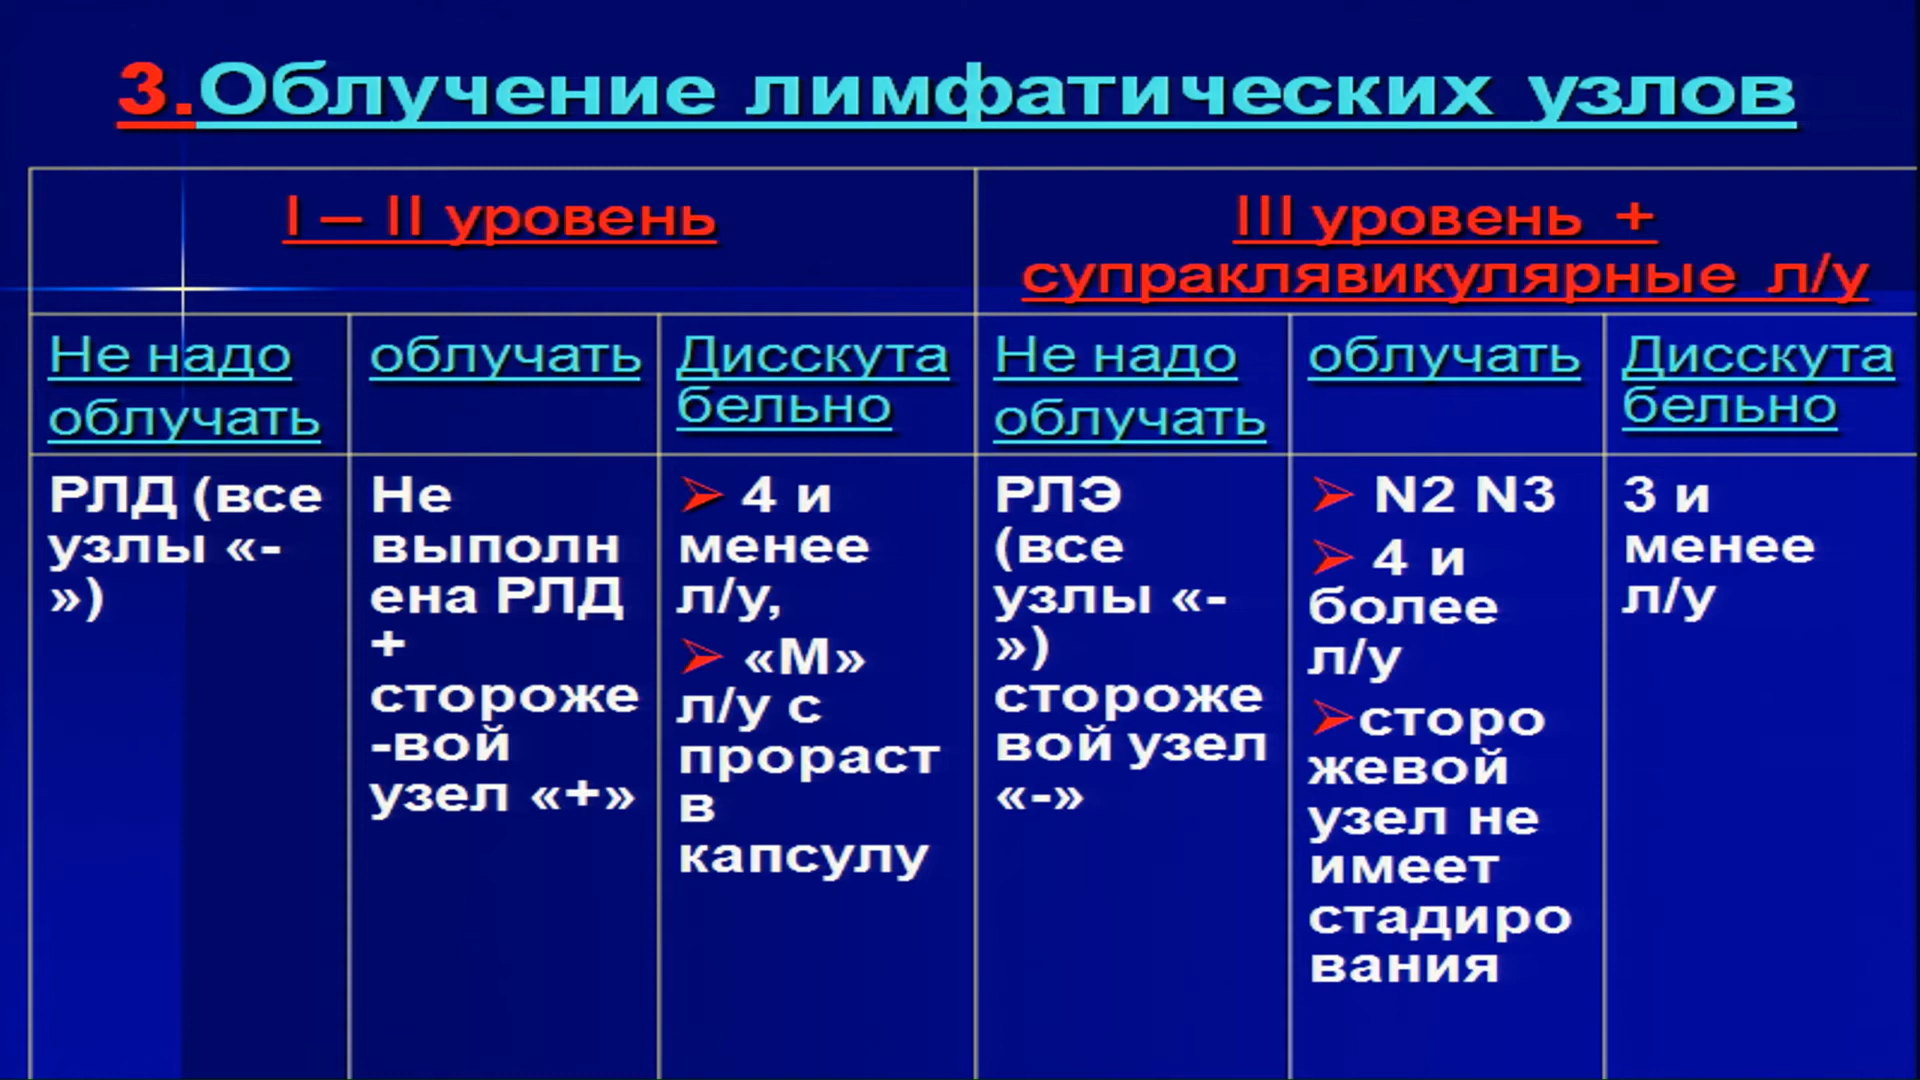 3.Облучение лимфатических узлов
I – II уровень
III уровень +
супраклявикулярные л/у
Не надо
облучать
облучать
Дисскута
бельно
Не надо
облучать
облучать
Дисскута
бельно
РЛД (все
узлы «-
»)
Не
выполн
ена РЛД
+
стороже
-вой
узел «+»
➢ 4 и
менее
л/у,
➢ «М»
л/у с
прораст
в
капсулу
РЛЭ
(все
узлы «-
»)
стороже
вой узел
«-»
➢ N2 N3
➢ 4 и
более
л/у
➢сторо
жевой
узел не
имеет
стадиро
вания
3 и
менее
л/у